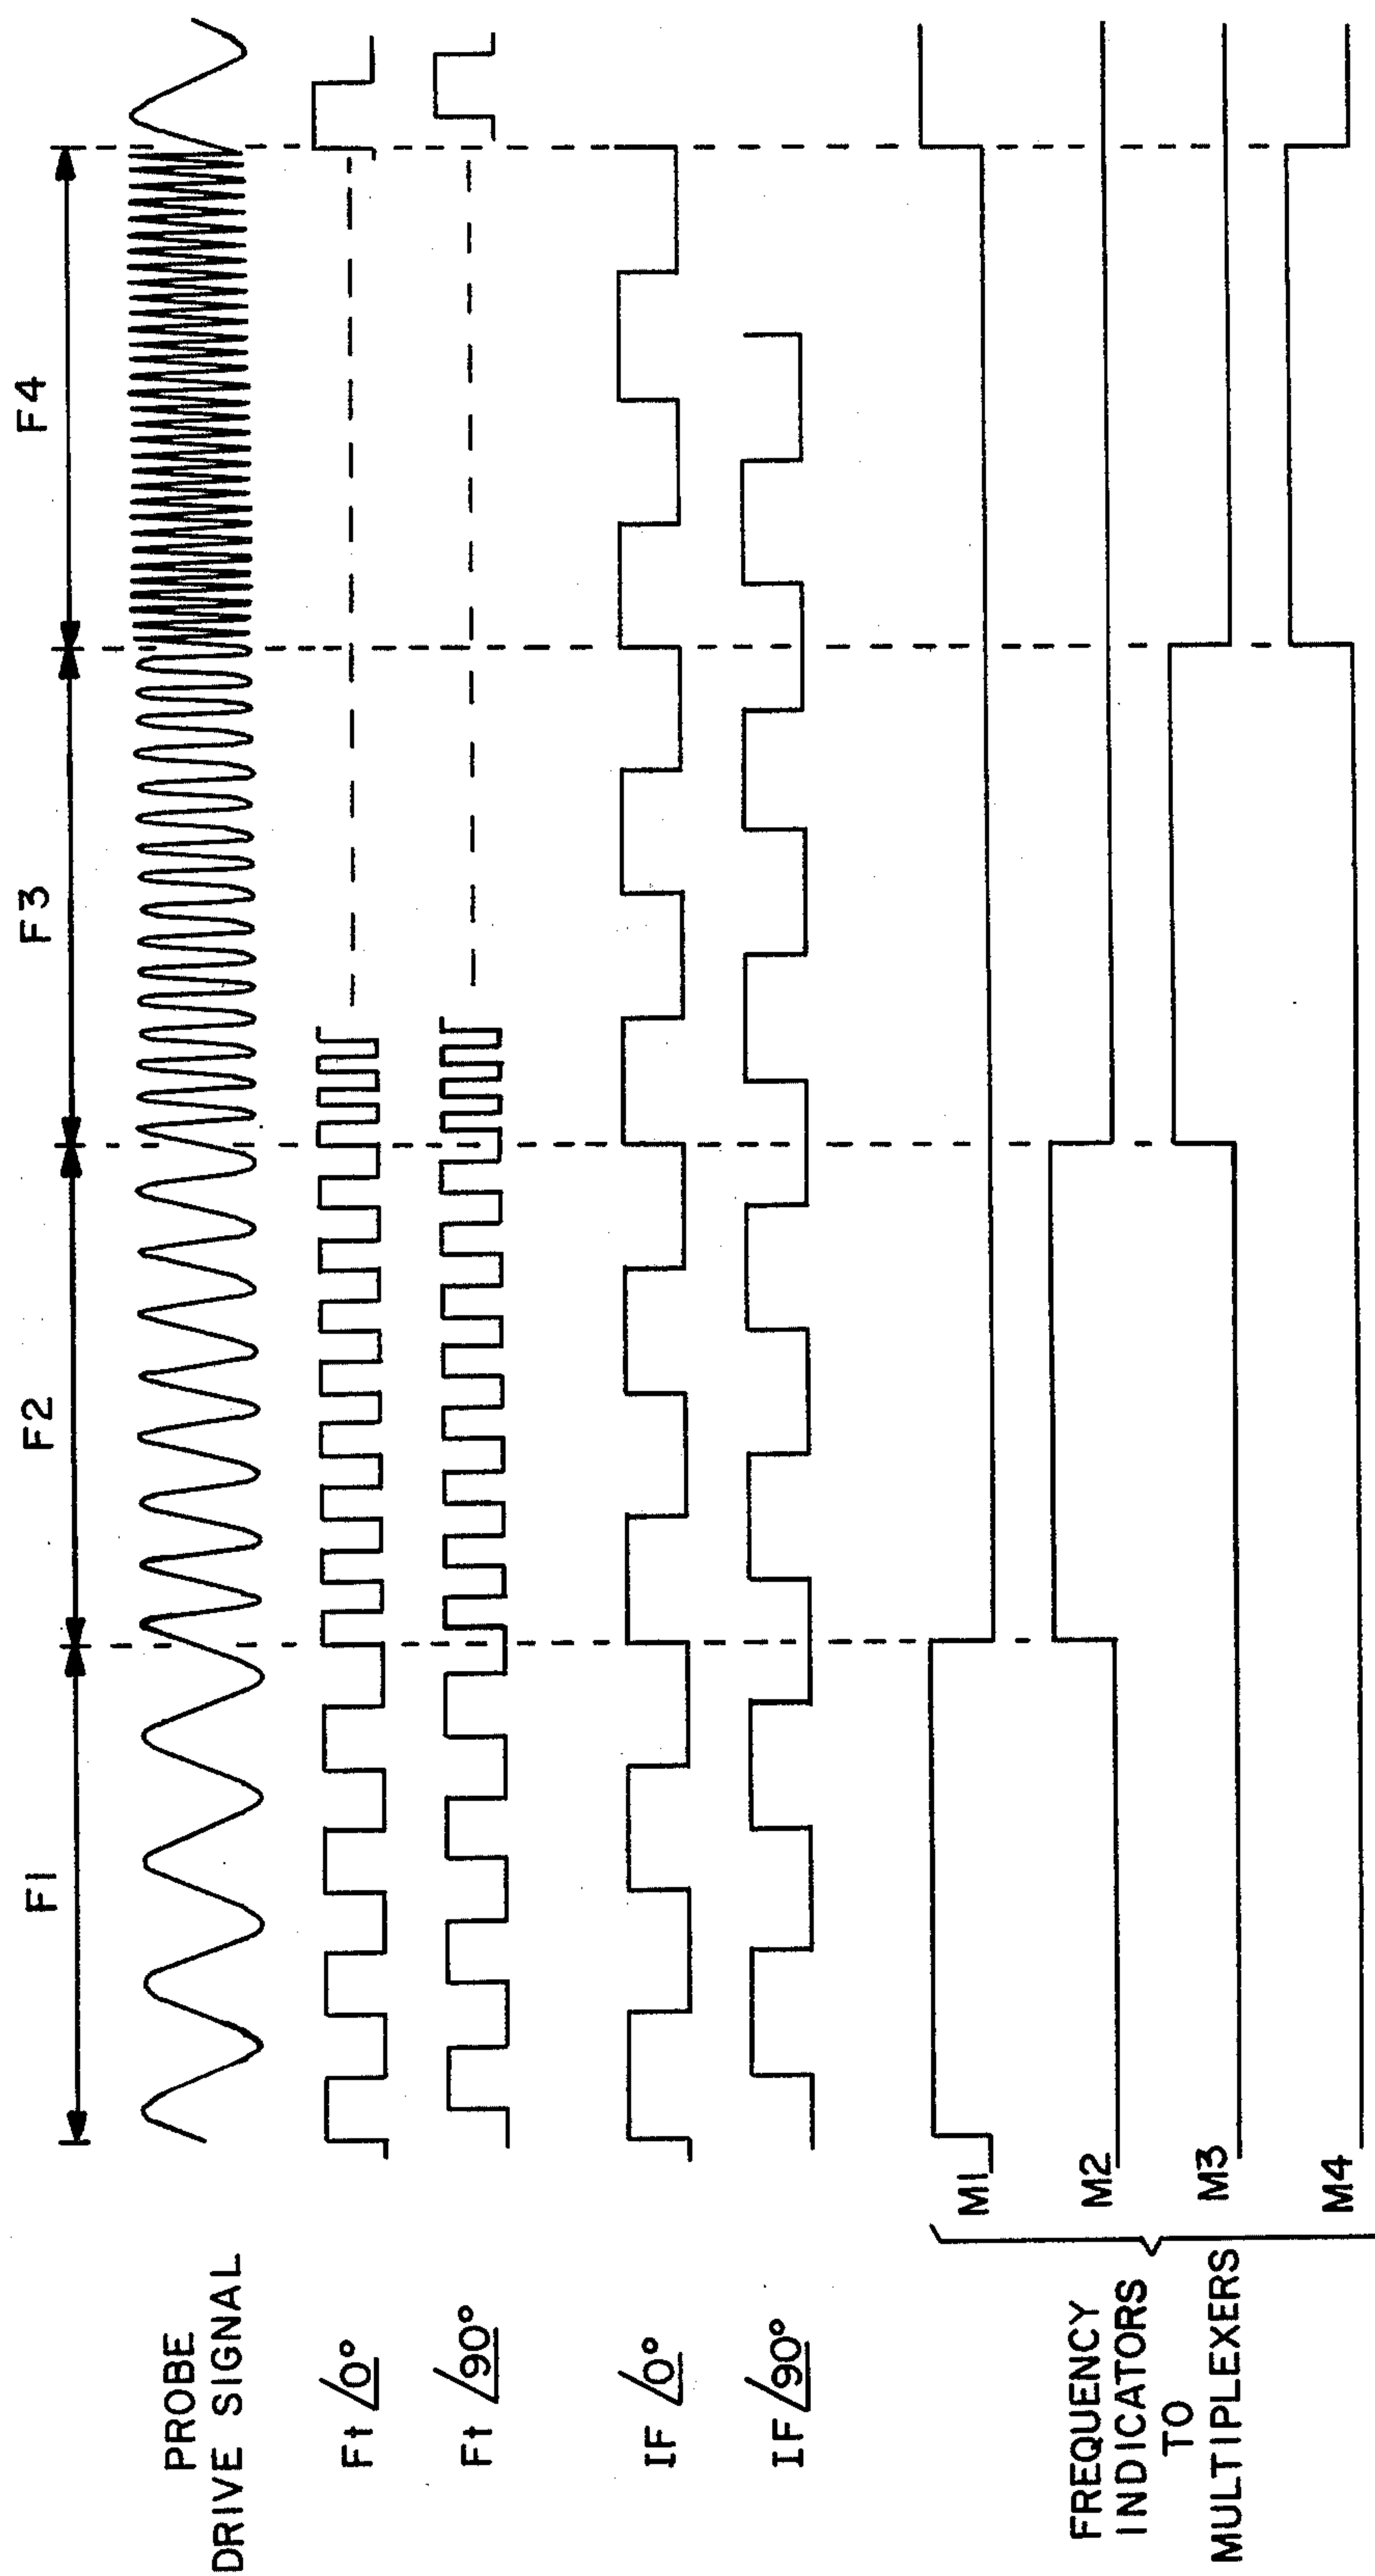 F1 F2 F3 F4
PROBE
DRIVE SIGNAL
Ft /0°
Ft /90°
IF /0°
IF /90°
FREQUENCY
INDICATORS
TO
MULTIPLEXERS
M1
M2
M3
M4